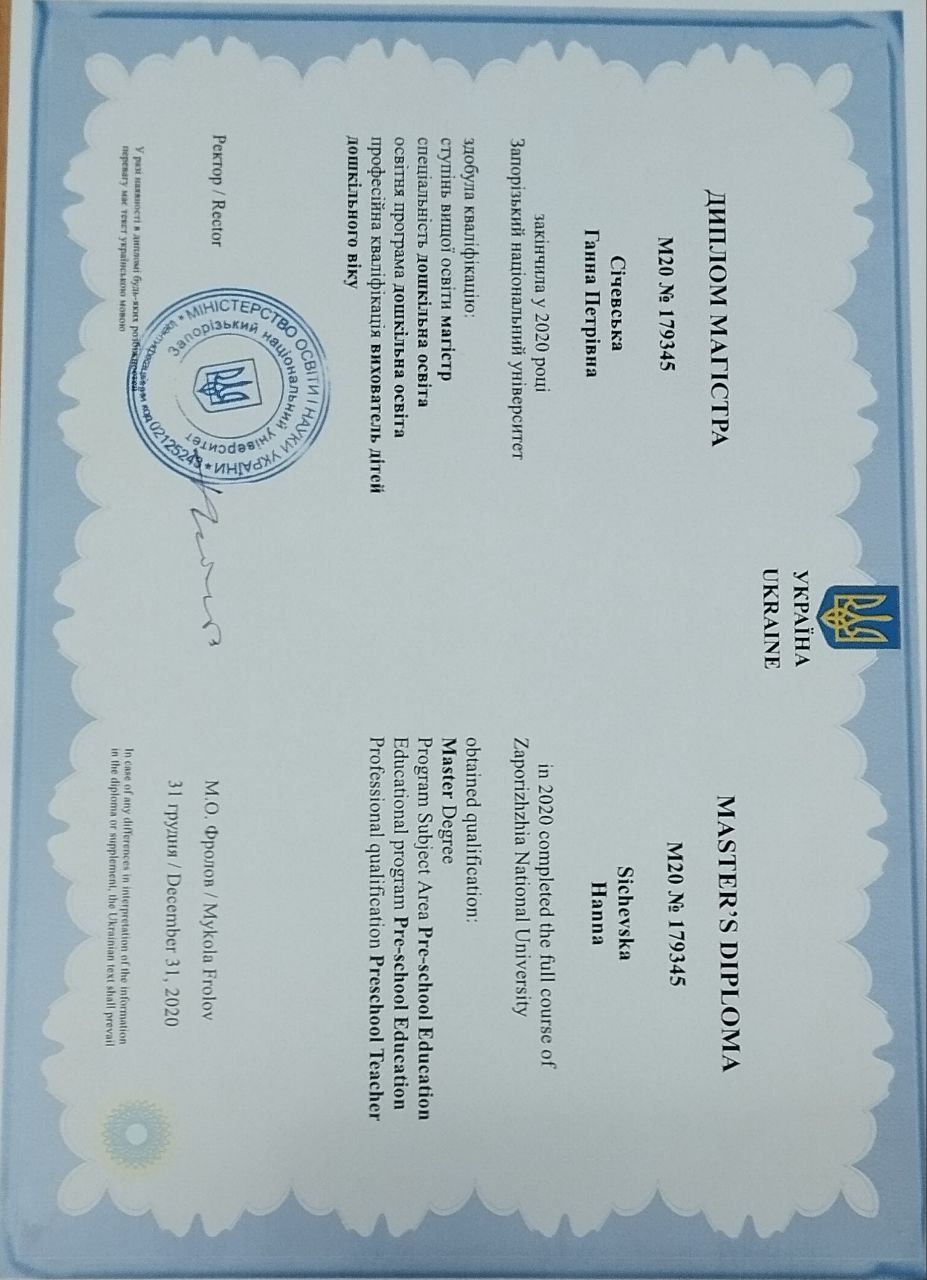 УКРАЇНА
UKRAINE
ДИПЛОМ МАГІСТРА
М20 № 179345
Січевська
Ганна Петрівна
закінчила у 2020 році
Запорізький національний університет
здобула кваліфікацію:
ступінь вищої освіти магістр
спеціальність дошкільна освіта
освітня програма дошкільна освіта
професійна кваліфікація вихователь дітей
дошкільного віку
Ректор / Rector
У разі наявності в дипломі будь-яких розбіжностей
перевагу має текст українською мовою
МІНІСТЕРСТВО ОСВІТИ І НАУКИ УКРАЇНИ
Запорізький національний університет
код 02125243
MASTER'S DIPLOMA
M20 № 179345
Sichevska
Hanna
in 2020 completed the full course of
Zaporizhzhia National University
obtained qualification:
Master Degree
Program Subject Area Pre-school Education
Educational program Pre-school Education
Professional qualification Preschool Teacher
М.О. Фролов / Mykola Frolov
31 грудня / December 31, 2020
In case of any differences in interpretation of the information
in the diploma or supplement, the Ukrainian text shall prevail